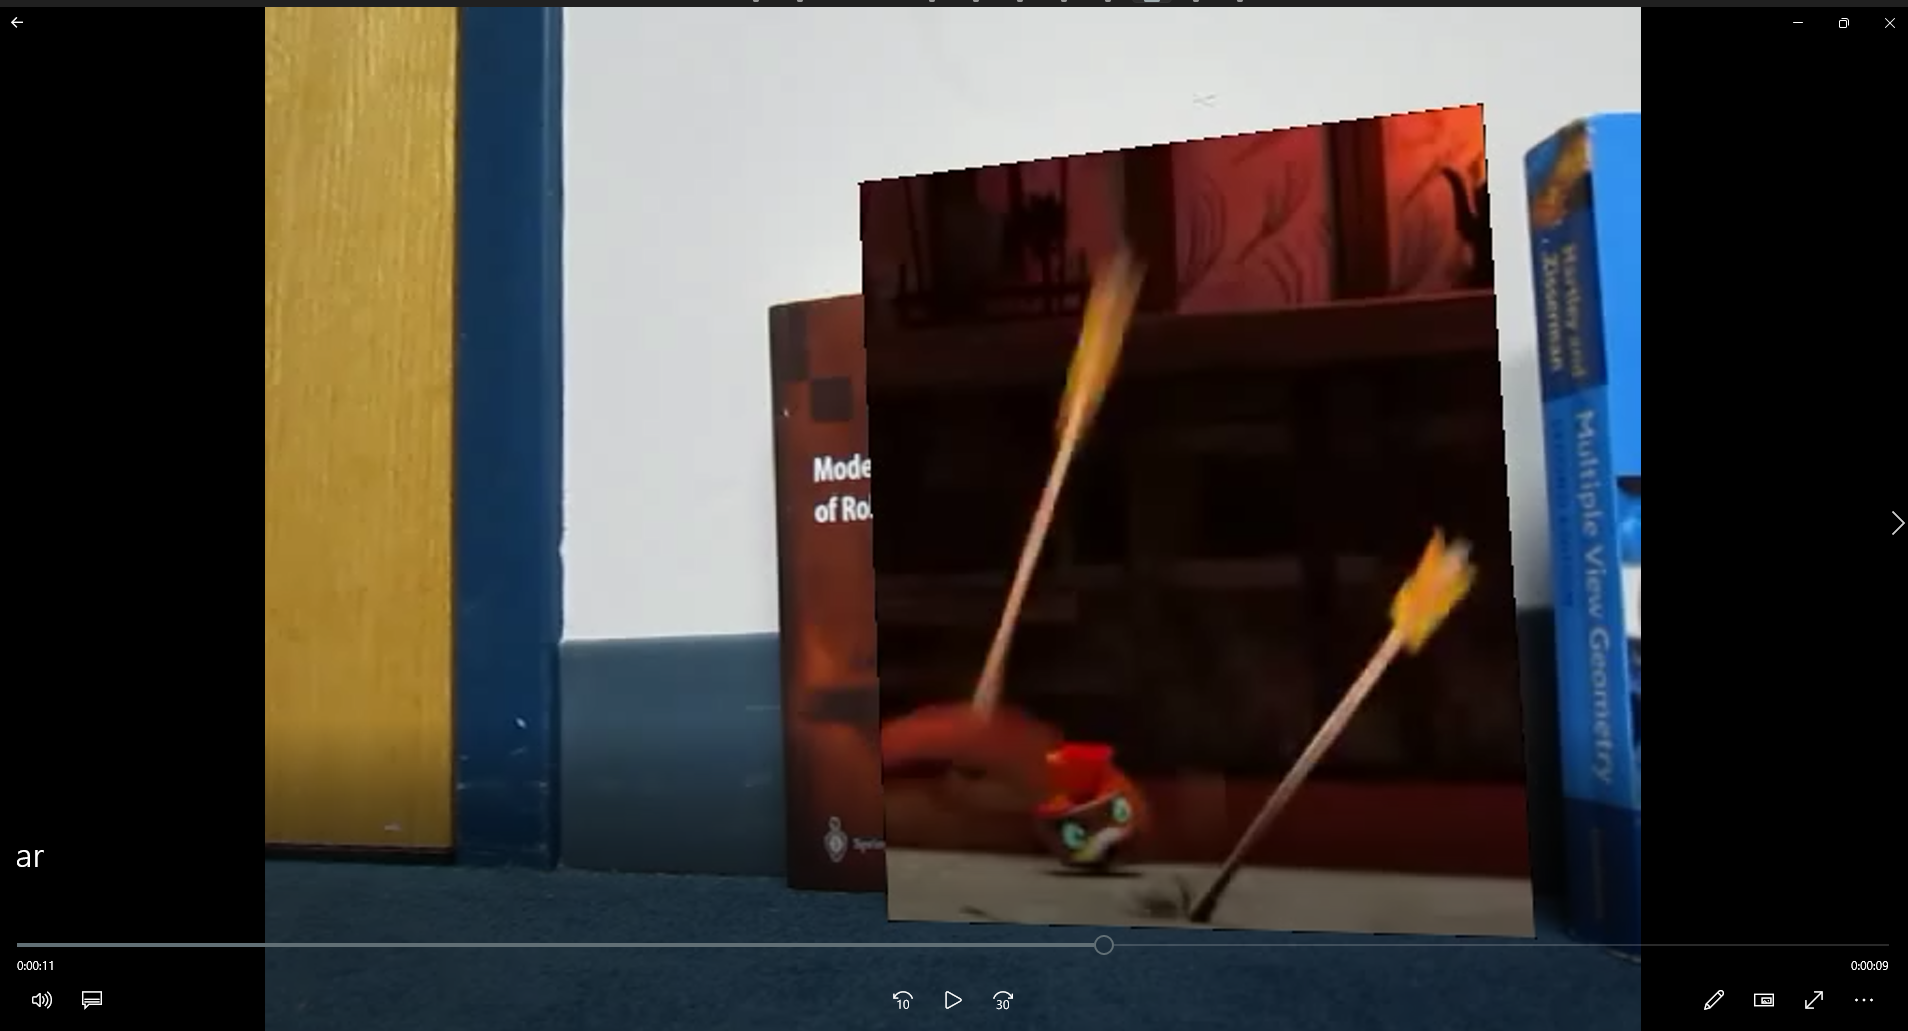 Mode
of Ro
Hartley and
Zisserman
Multiple View Geometry
ar
0:00:11
0:00:09
10
30